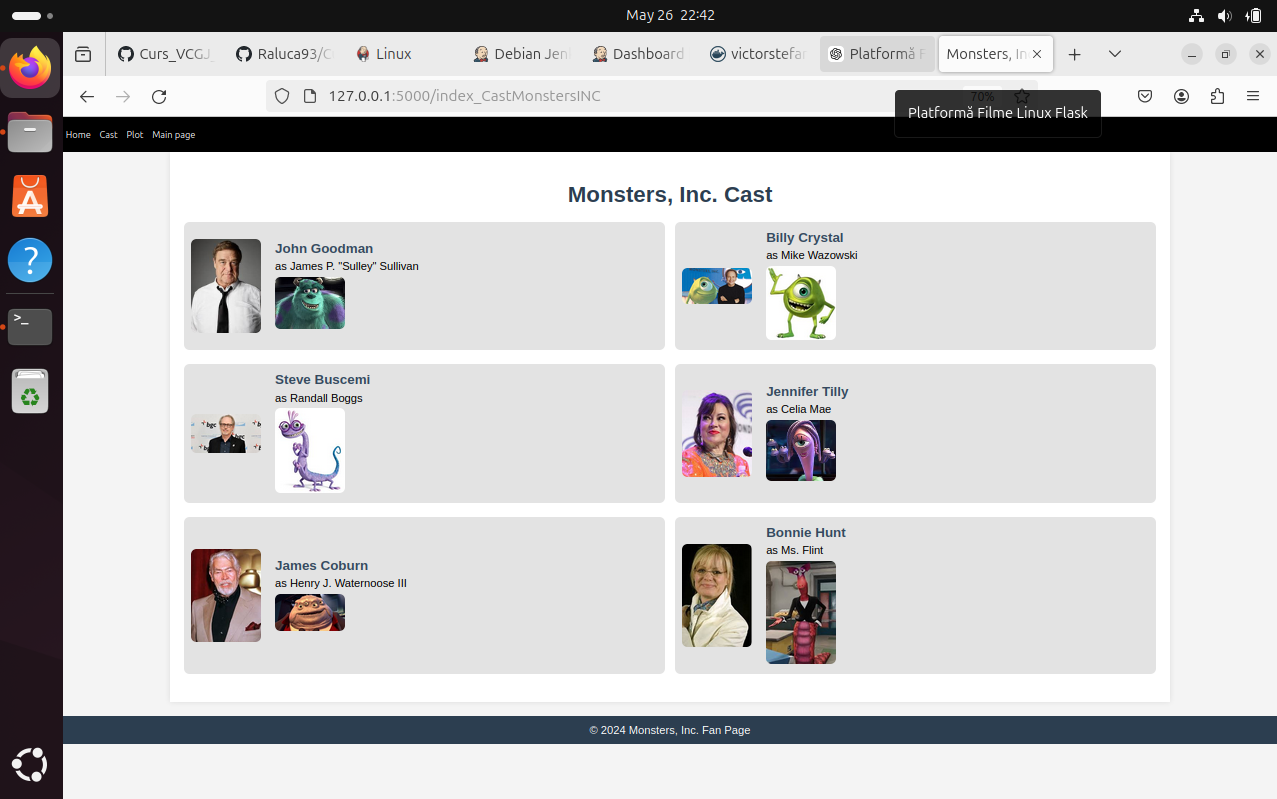 May 26 22:42
Curs_VCGJ
Raluca93/C
Linux
Debian Jen
Dashboard
victorstefan
Platformă F
Monsters, In
127.0.0.1:5000/index_CastMonstersINC
70%
Platformă Filme Linux Flask
Home Cast Plot Main page
Monsters, Inc. Cast
John Goodman
as James P. "Sulley" Sullivan
Billy Crystal
as Mike Wazowski
Steve Buscemi
as Randall Boggs
bgc
bgc
Jennifer Tilly
as Celia Mae
James Coburn
as Henry J. Waternoose III
Bonnie Hunt
as Ms. Flint
© 2024 Monsters, Inc. Fan Page